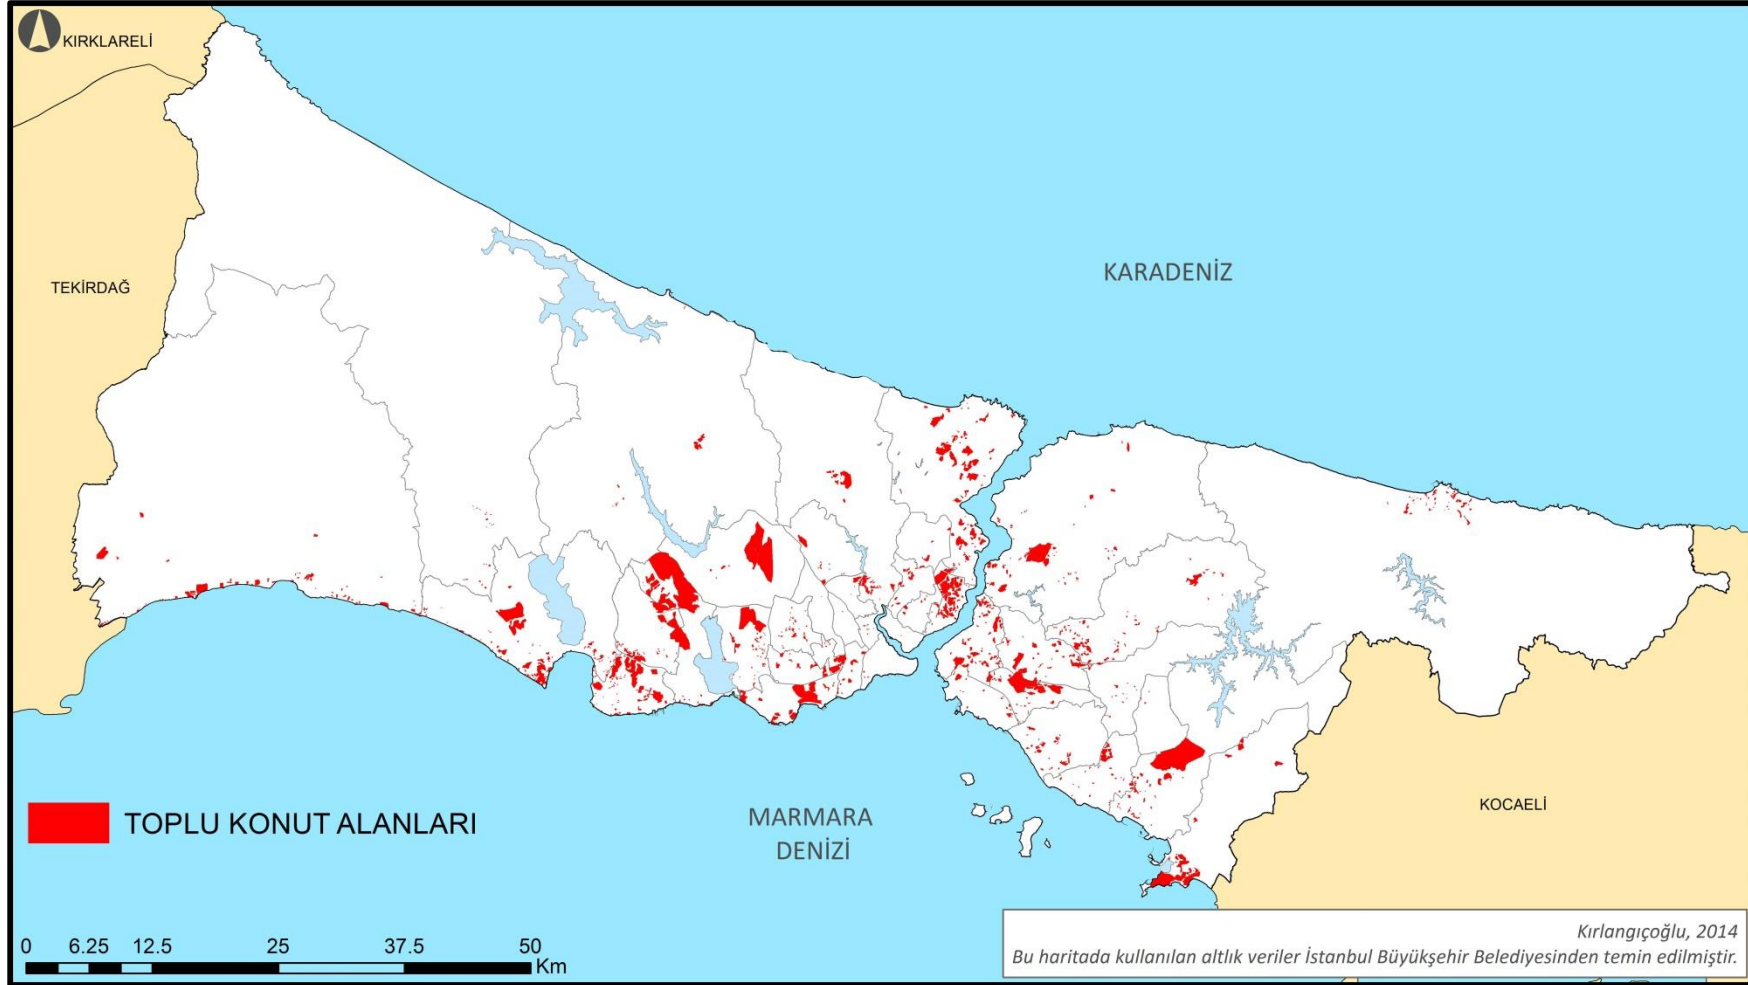 KIRKLARELİ
KARADENİZ
TEKİRDAĞ
KOCAELİ
TOPLU KONUT ALANLARI
MARMARA
DENİZİ
0 6.25 12.5 25 37.5 50
Km
Kırlangıçoğlu, 2014
Bu haritada kullanılan altlık veriler İstanbul Büyükşehir Belediyesinden temin edilmiştir.